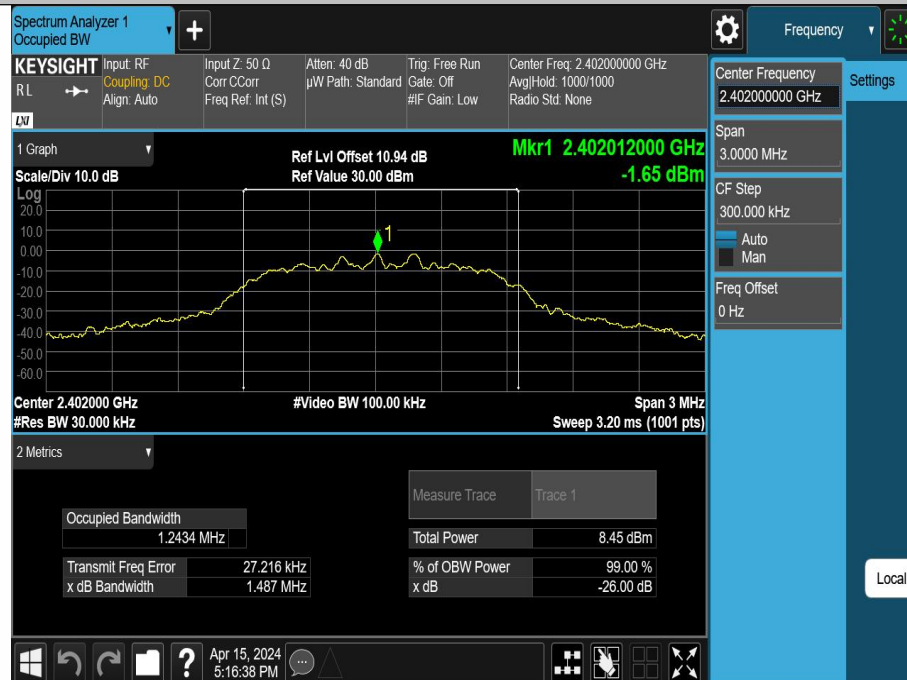 Spectrum Analyzer 1
Occupied BW
Frequency
KEYSIGHT
R L
LXI
Input: RF
Coupling: DC
Align: Auto
Input Z: 50 Ω
Corr CCorr
Freq Ref: Int (S)
Atten: 40 dB
µW Path: Standard
Trig: Free Run
Gate: Off
#IF Gain: Low
Center Freq: 2.402000000 GHz
Avg|Hold: 1000/1000
Radio Std: None
Center Frequency
2.402000000 GHz
Settings
Span
3.0000 MHz
CF Step
300.000 kHz
Auto
Man
Freq Offset
0 Hz
Local
1 Graph
Scale/Div 10.0 dB
Ref Lvl Offset 10.94 dB
Ref Value 30.00 dBm
Mkr1 2.402012000 GHz
-1.65 dBm
Log
20.0
10.0
0.00
-10.0
-20.0
-30.0
-40.0
-50.0
-60.0
1
Center 2.402000 GHz
#Res BW 30.000 kHz
#Video BW 100.00 kHz
Span 3 MHz
Sweep 3.20 ms (1001 pts)
2 Metrics
Measure Trace Trace 1
Occupied Bandwidth
1.2434 MHz
Total Power 8.45 dBm
Transmit Freq Error 27.216 kHz
% of OBW Power 99.00 %
x dB Bandwidth 1.487 MHz
x dB -26.00 dB
?
Apr 15, 2024
5:16:38 PM